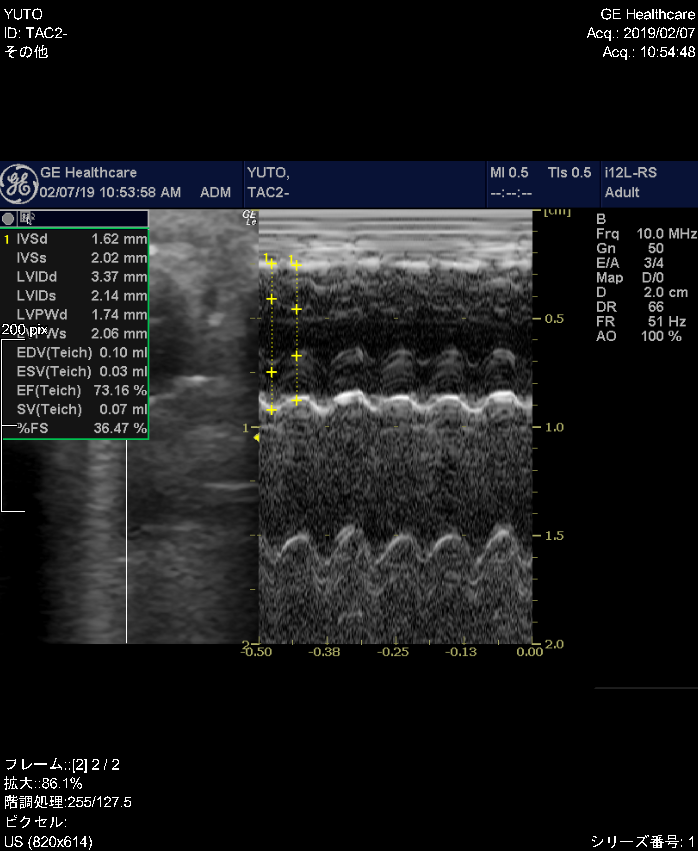 YUTO
ID: TAC2-
その他
GE Healthcare
Acq.: 2019/02/07
Acq.: 10:54:48
GE Healthcare
02/07/19 10:53:58 AM ADM
YUTO,
TAC2-
MI 0.5 TIs 0.5
--:--:--
i12L-RS
Adult
1 IVSd 1.62 mm
IVSs 2.02 mm
LVIDd 3.37 mm
LVIDs 2.14 mm
LVPWd 1.74 mm
200 pix
2.06 mm
EDV(Teich) 0.10 ml
ESV(Teich) 0.03 ml
EF(Teich) 73.16 %
SV(Teich) 0.07 ml
%FS 36.47 %
1 1
0.5
1
1.0
1.5
2
2.0
-0.50 -0.38 -0.25 -0.13 0.00
B
Frq 10.0 MHz
Gn 50
E/A 3/4
Map D/0
D 2.0 cm
DR 66
FR 51 Hz
AO 100 %
フレーム::[2] 2 / 2
拡大::86.1%
階調処理:255/127.5
ピクセル:
US (820x614)
シリーズ番号: 1